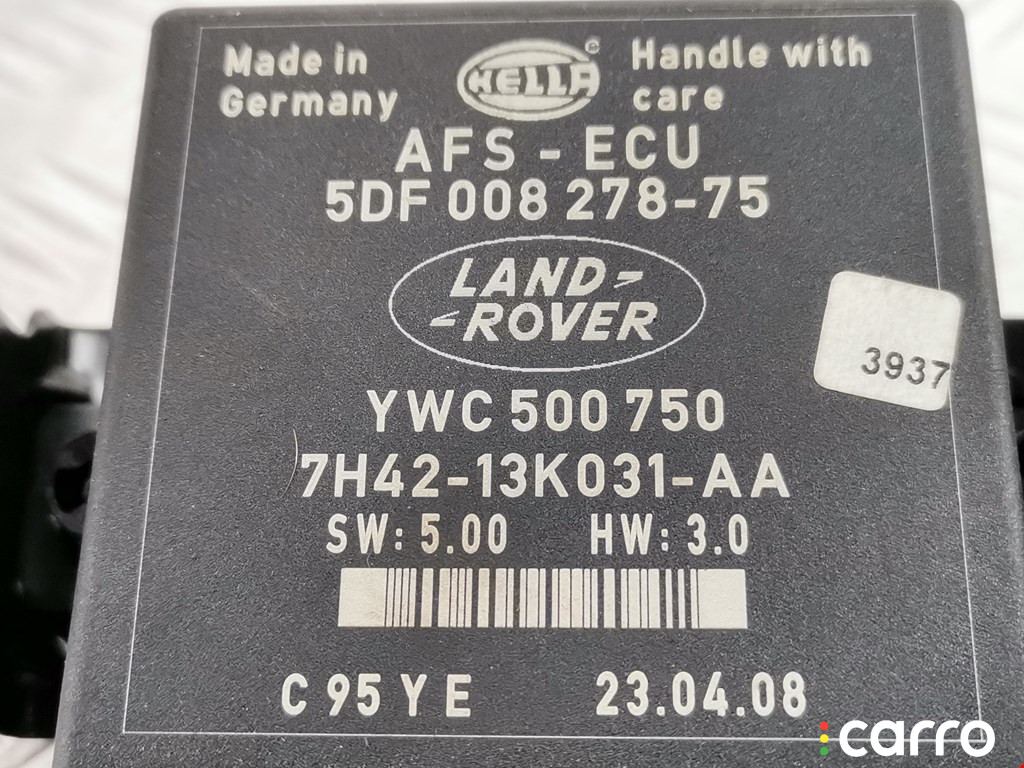 Made in
Germany
HELLA
®
Handle with
care
AFS - ECU
5DF 008 278-75
LAND-
-ROVER
3937
YWC 500 750
7H42-13K031-AA
SW: 5.00 HW: 3.0
C 95 Y E 23.04.08
carro